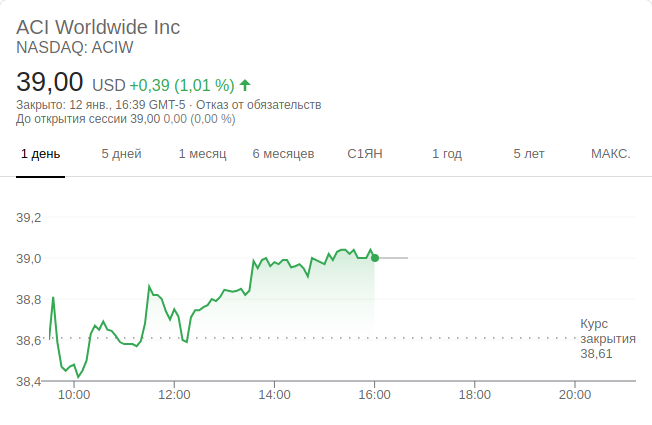 ACI Worldwide Inc
NASDAQ: ACIW
39,00 USD +0,39 (1,01 %)
Закрыто: 12 янв., 16:39 GMT-5 · Отказ от обязательств
До открытия сессии 39,00 0,00 (0,00 %)
1 день 5 дней 1 месяц 6 месяцев С1ЯН 1 год 5 лет МАКС.
39,2
39,0
38,8
38,6
38,4
Курс
закрытия
38,61
10:00 12:00 14:00 16:00 18:00 20:00